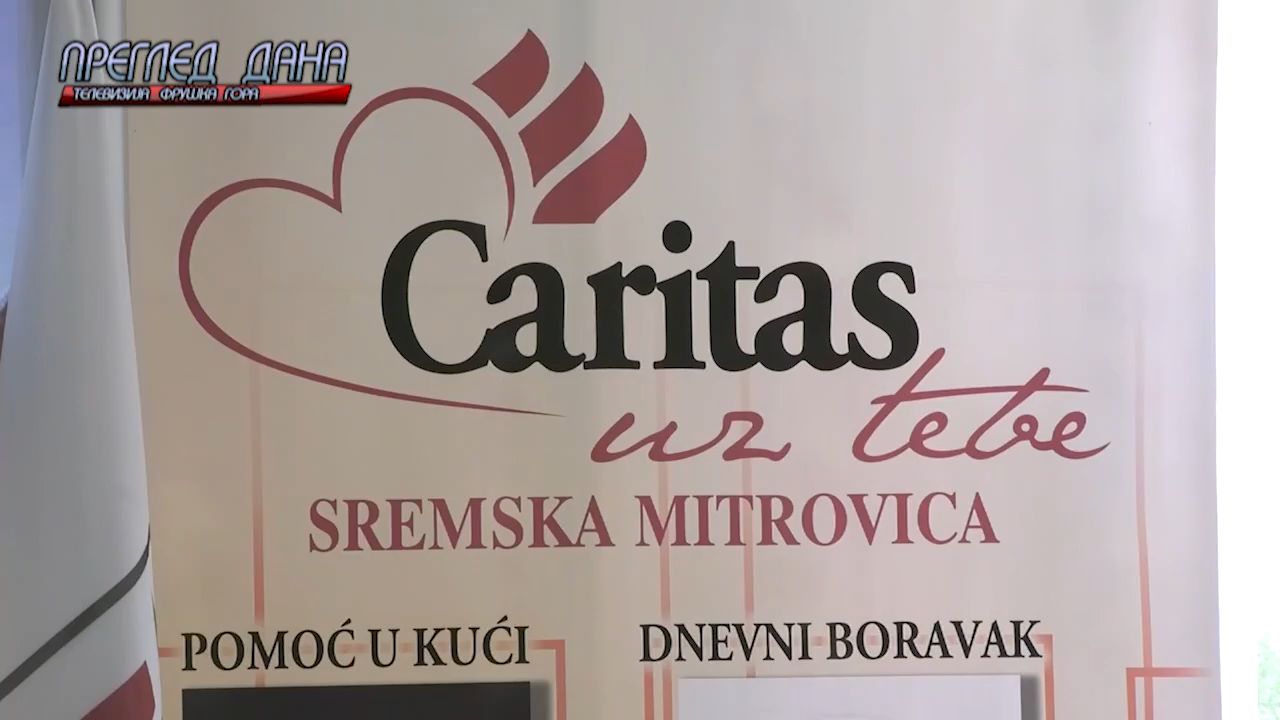 ПРЕГЛЕД ДАНА
ТЕЛЕВИЗИЈА ФРУШКА ГОРА
Caritas
uz tebe
SREMSKA MITROVICA
POMOĆ U KUĆI
DNEVNI BORAVAK